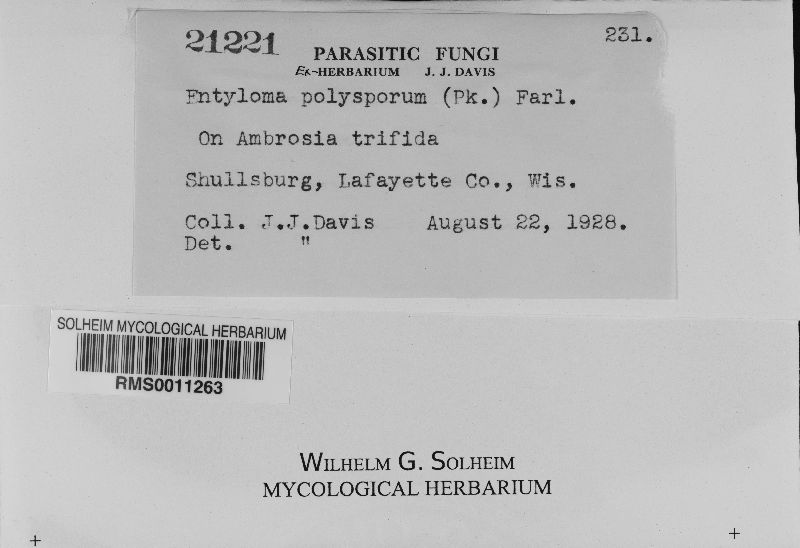 21221
231.
PARASITIC FUNGI
Ex-HERBARIUM J. J. DAVIS
Entyloma polysporum (Pk.) Farl.
On Ambrosia trifida
Shullsburg, Lafayette Co., Wis.
Coll. J.J.Davis August 22, 1928.
Det. "
SOLHEIM MYCOLOGICAL HERBARIUM
RMS0011263
WILHELM G. SOLHEIM
MYCOLOGICAL HERBARIUM